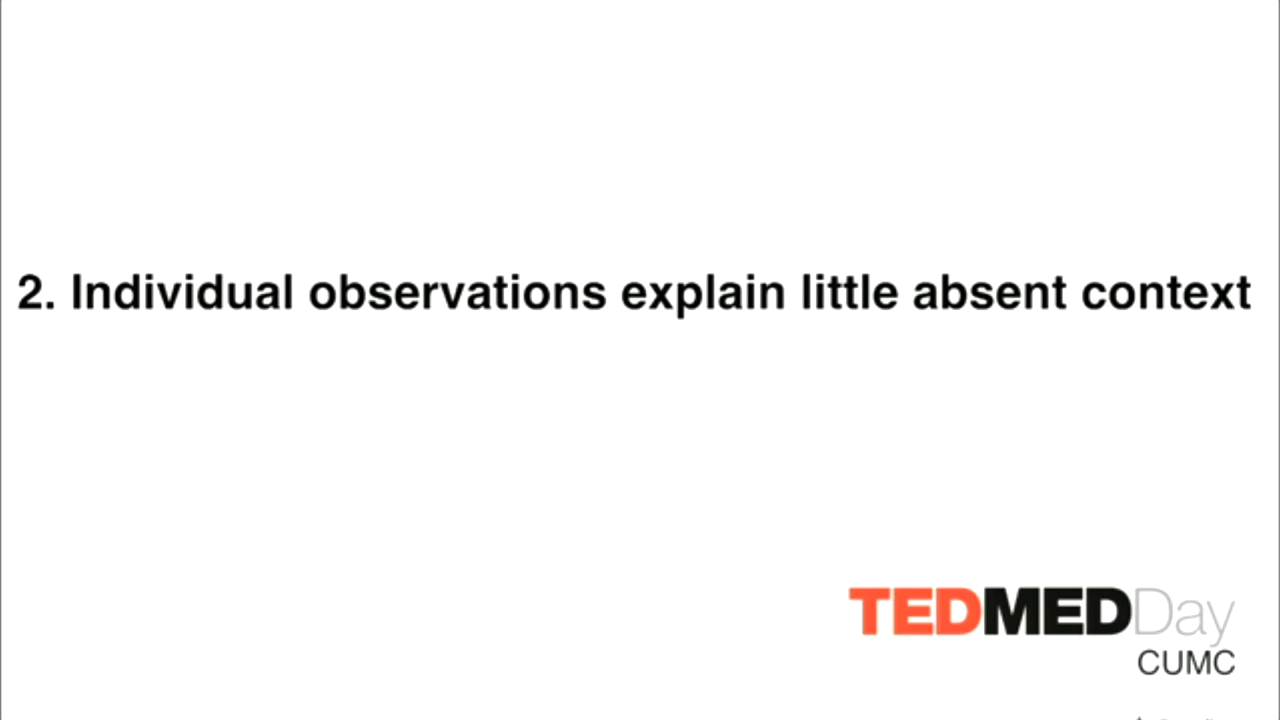 2. Individual observations explain little absent context
TEDMEDDay
CUMC